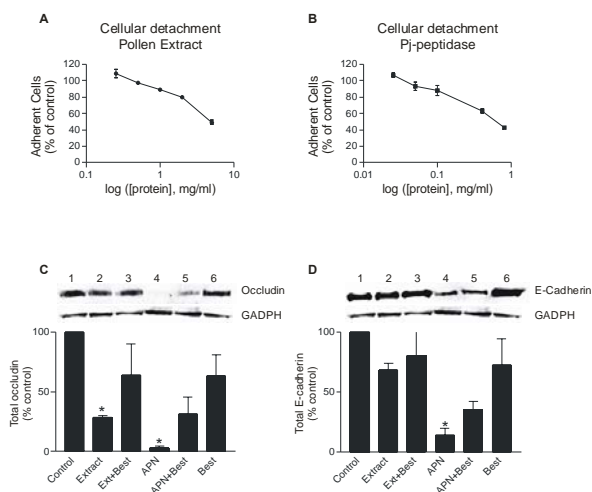 A
Cellular detachment
Pollen Extract
Adherent Cells
(% of control)
120
100
80
60
40
20
0
0.1
1
10
log ([protein], mg/ml)
B
Cellular detachment
Pj-peptidase
Adherent Cells
(% of control)
120
100
80
60
40
20
0
0.01
0.1
1
log ([protein], mg/ml)
C
1 2 3 4 5 6
Occludin
GADPH
Total occludin
(% control)
100
50
0
*
*
Control
Extract
Ext+Best
APN
APN+Best
Best
D
1 2 3 4 5 6
E-Cadherin
GADPH
Total E-cadherin
(% control)
100
50
0
*
Control
Extract
Ext+Best
APN
APN+Best
Best